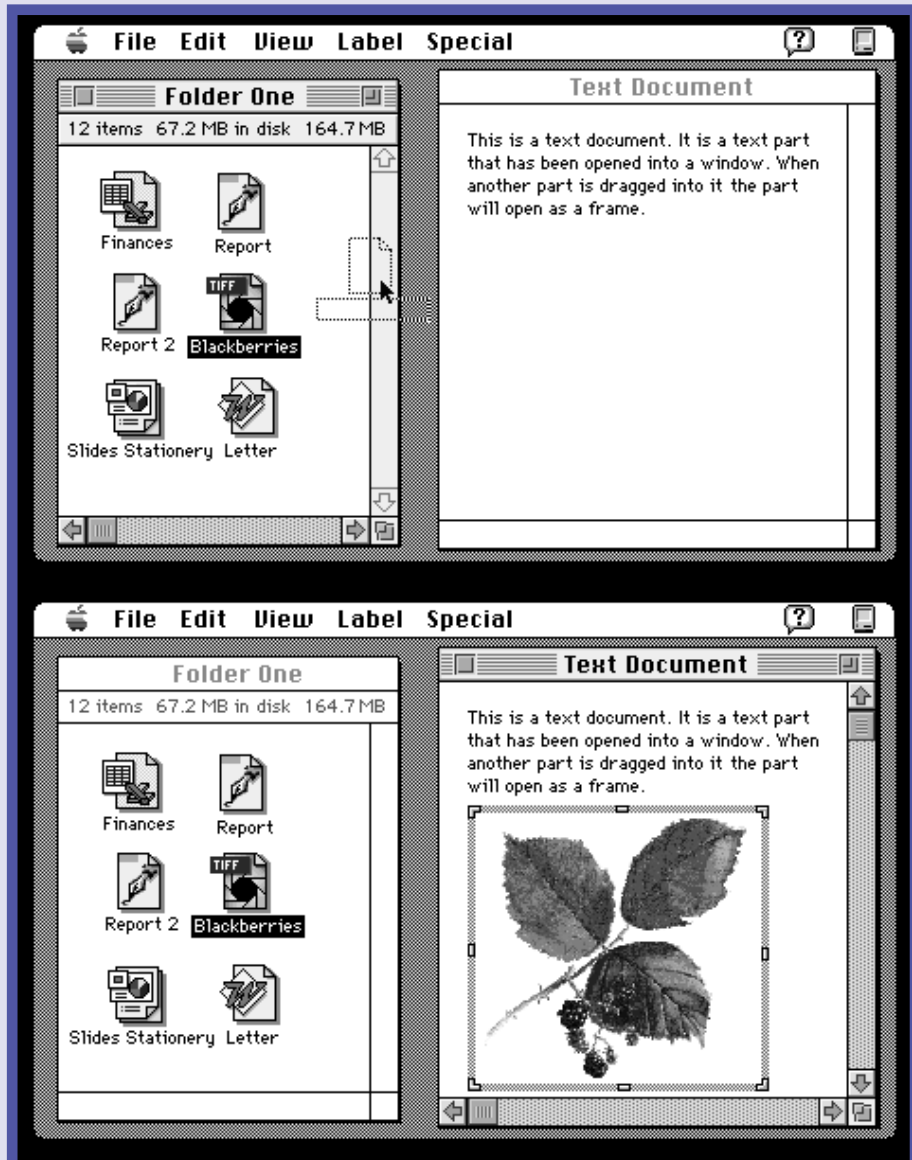 File Edit View Label Special
Folder One
12 items 67.2 MB in disk 164.7 MB
Finances
Report
TIFF
Report 2
Blackberries
Slides Stationery
Letter
Text Document
This is a text document. It is a text part
that has been opened into a window. When
another part is dragged into it the part
will open as a frame.
File Edit View Label Special
Folder One
12 items 67.2 MB in disk 164.7 MB
Finances
Report
TIFF
Report 2
Blackberries
Slides Stationery
Letter
Text Document
This is a text document. It is a text part
that has been opened into a window. When
another part is dragged into it the part
will open as a frame.